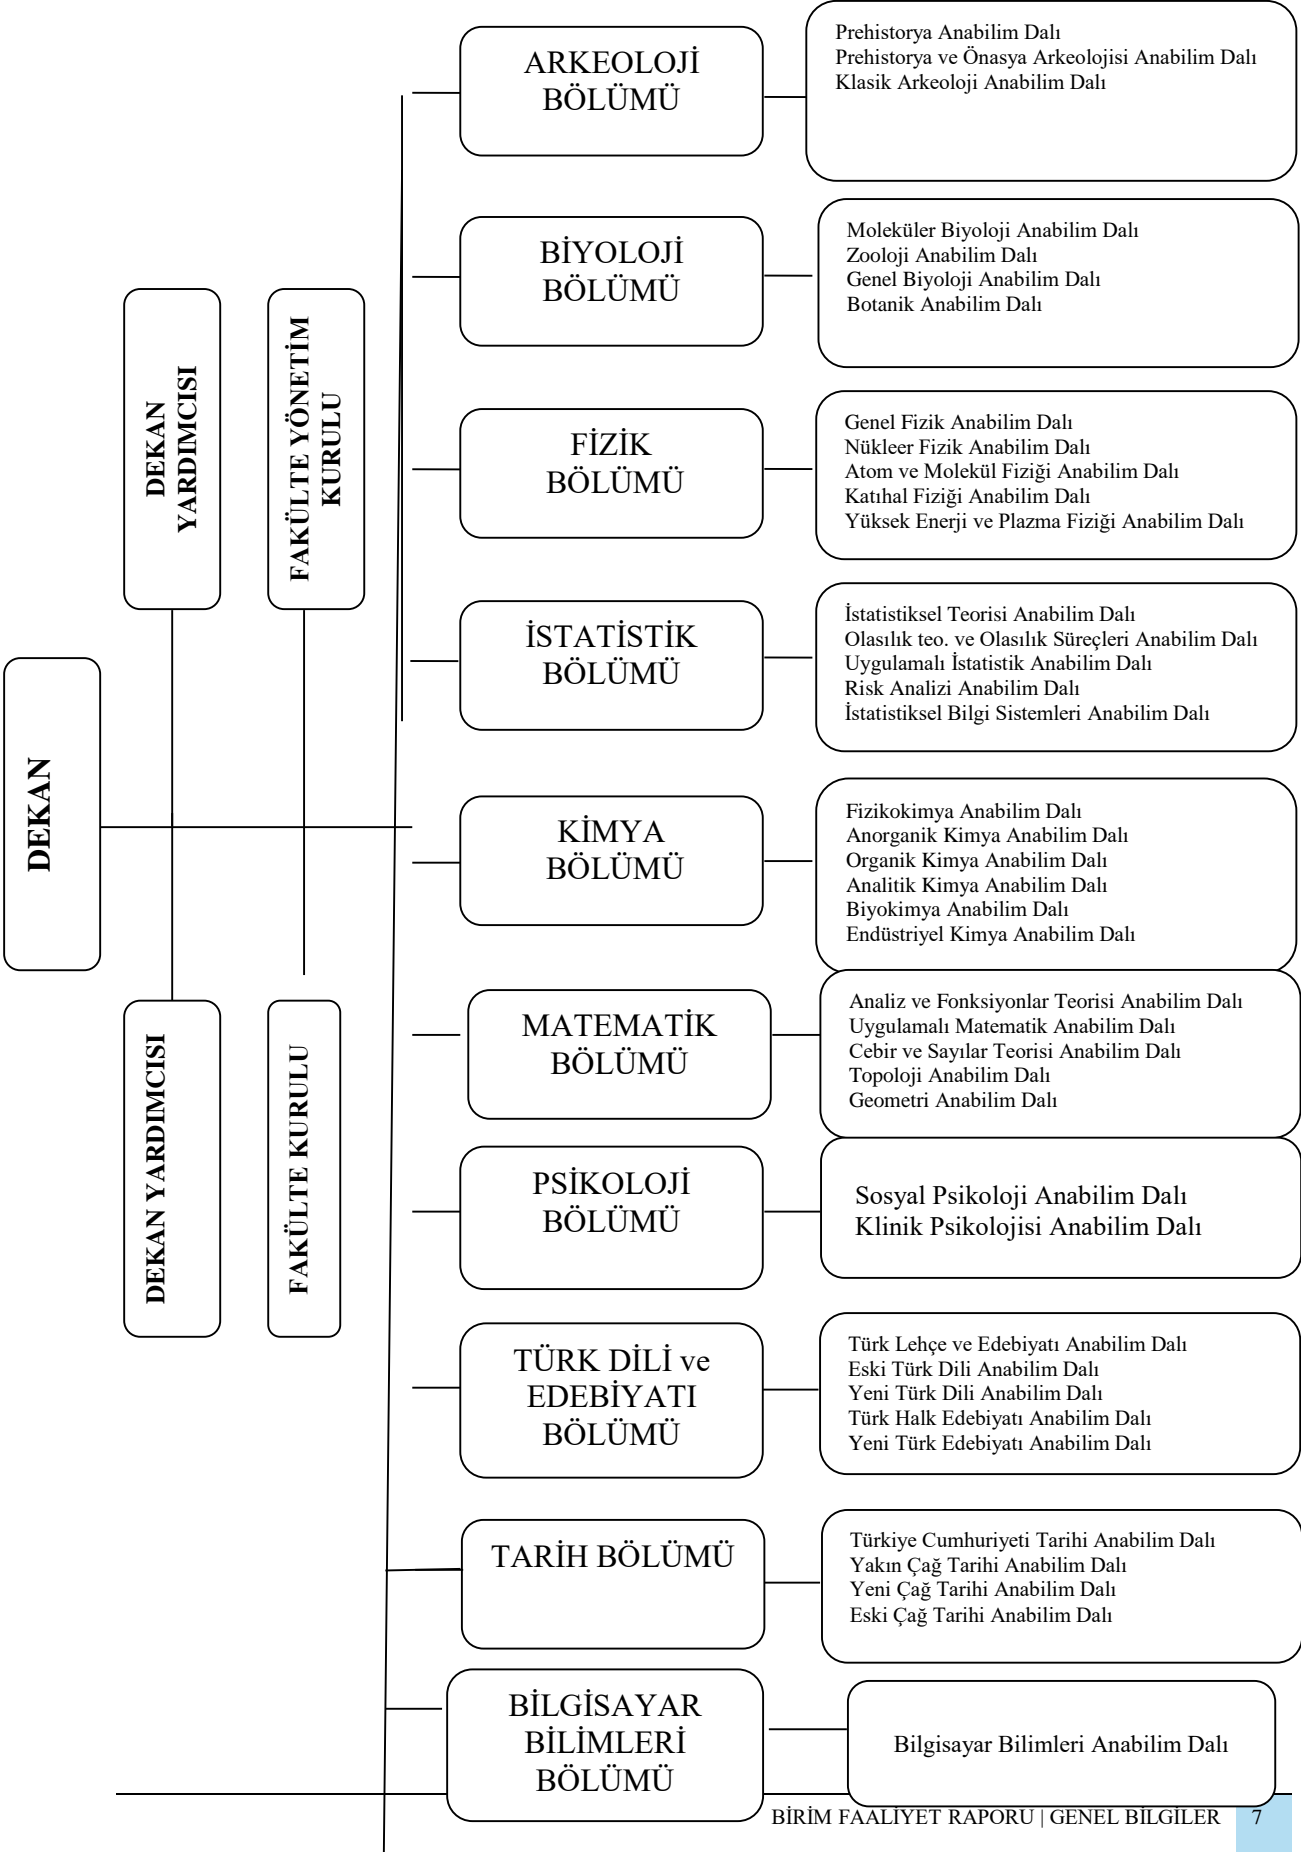 DEKAN
DEKAN
YARDIMCISI
FAKÜLTE YÖNETİM
KURULU
DEKAN YARDIMCISI
FAKÜLTE KURULU
ARKEOLOJİ
BÖLÜMÜ
Prehistorya Anabilim Dalı
Prehistorya ve Önasya Arkeolojisi Anabilim Dalı
Klasik Arkeoloji Anabilim Dalı
BİYOLOJİ
BÖLÜMÜ
Moleküler Biyoloji Anabilim Dalı
Zooloji Anabilim Dalı
Genel Biyoloji Anabilim Dalı
Botanik Anabilim Dalı
FİZİK
BÖLÜMÜ
Genel Fizik Anabilim Dalı
Nükleer Fizik Anabilim Dalı
Atom ve Molekül Fiziği Anabilim Dalı
Katıhal Fiziği Anabilim Dalı
Yüksek Enerji ve Plazma Fiziği Anabilim Dalı
İSTATİSTİK
BÖLÜMÜ
İstatistiksel Teorisi Anabilim Dalı
Olasılık teo. ve Olasılık Süreçleri Anabilim Dalı
Uygulamalı İstatistik Anabilim Dalı
Risk Analizi Anabilim Dalı
İstatistiksel Bilgi Sistemleri Anabilim Dalı
KİMYA
BÖLÜMÜ
Fizikokimya Anabilim Dalı
Anorganik Kimya Anabilim Dalı
Organik Kimya Anabilim Dalı
Analitik Kimya Anabilim Dalı
Biyokimya Anabilim Dalı
Endüstriyel Kimya Anabilim Dalı
MATEMATİK
BÖLÜMÜ
Analiz ve Fonksiyonlar Teorisi Anabilim Dalı
Uygulamalı Matematik Anabilim Dalı
Cebir ve Sayılar Teorisi Anabilim Dalı
Topoloji Anabilim Dalı
Geometri Anabilim Dalı
PSİKOLOJİ
BÖLÜMÜ
Sosyal Psikoloji Anabilim Dalı
Klinik Psikolojisi Anabilim Dalı
TÜRK DİLİ ve
EDEBİYATI
BÖLÜMÜ
Türk Lehçe ve Edebiyatı Anabilim Dalı
Eski Türk Dili Anabilim Dalı
Yeni Türk Dili Anabilim Dalı
Türk Halk Edebiyatı Anabilim Dalı
Yeni Türk Edebiyatı Anabilim Dalı
TARİH BÖLÜMÜ
Türkiye Cumhuriyeti Tarihi Anabilim Dalı
Yakın Çağ Tarihi Anabilim Dalı
Yeni Çağ Tarihi Anabilim Dalı
Eski Çağ Tarihi Anabilim Dalı
BİLGİSAYAR
BİLİMLERİ
BÖLÜMÜ
Bilgisayar Bilimleri Anabilim Dalı
BİRİM FAALİYET RAPORU | GENEL BİLGİLER 7